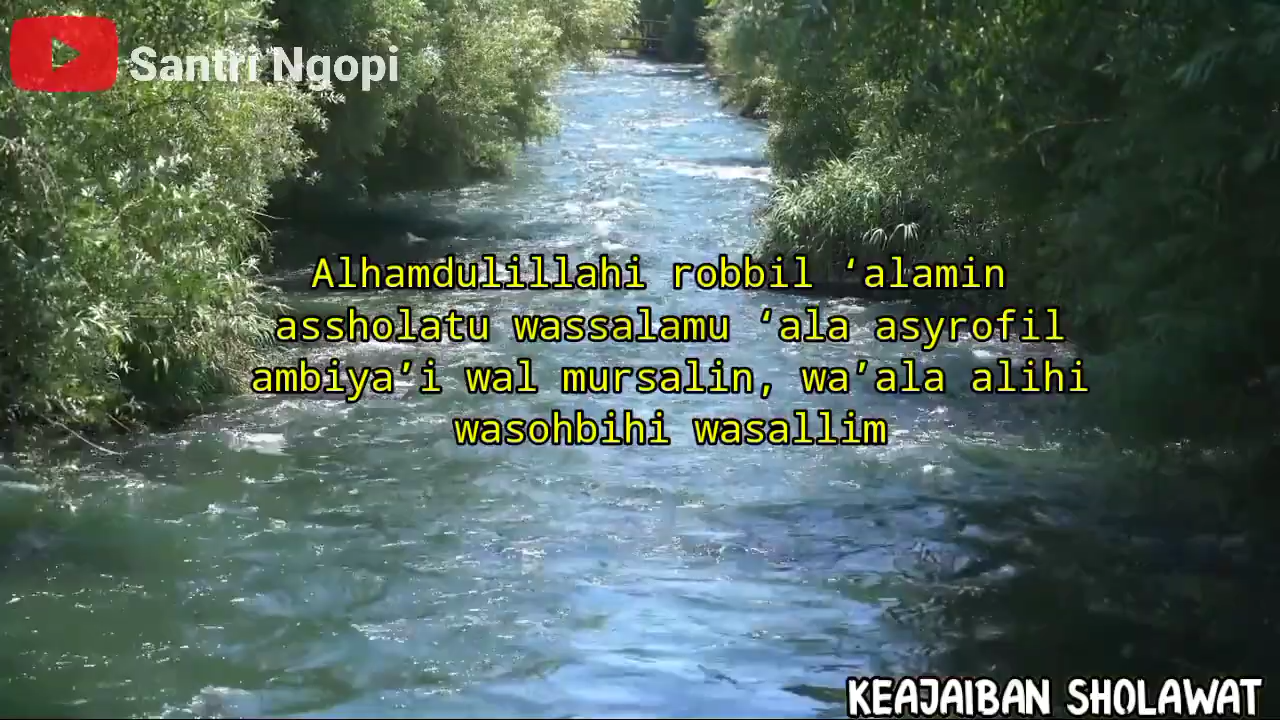 Santri Ngopi
Alhamdulillahi robbil ‘alamin
assholatu wassalamu ‘ala asyrofil
ambiya’i wal mursalin, wa’ala alihi
wasohbihi wasallim
KEAJAIBAN SHOLAWAT